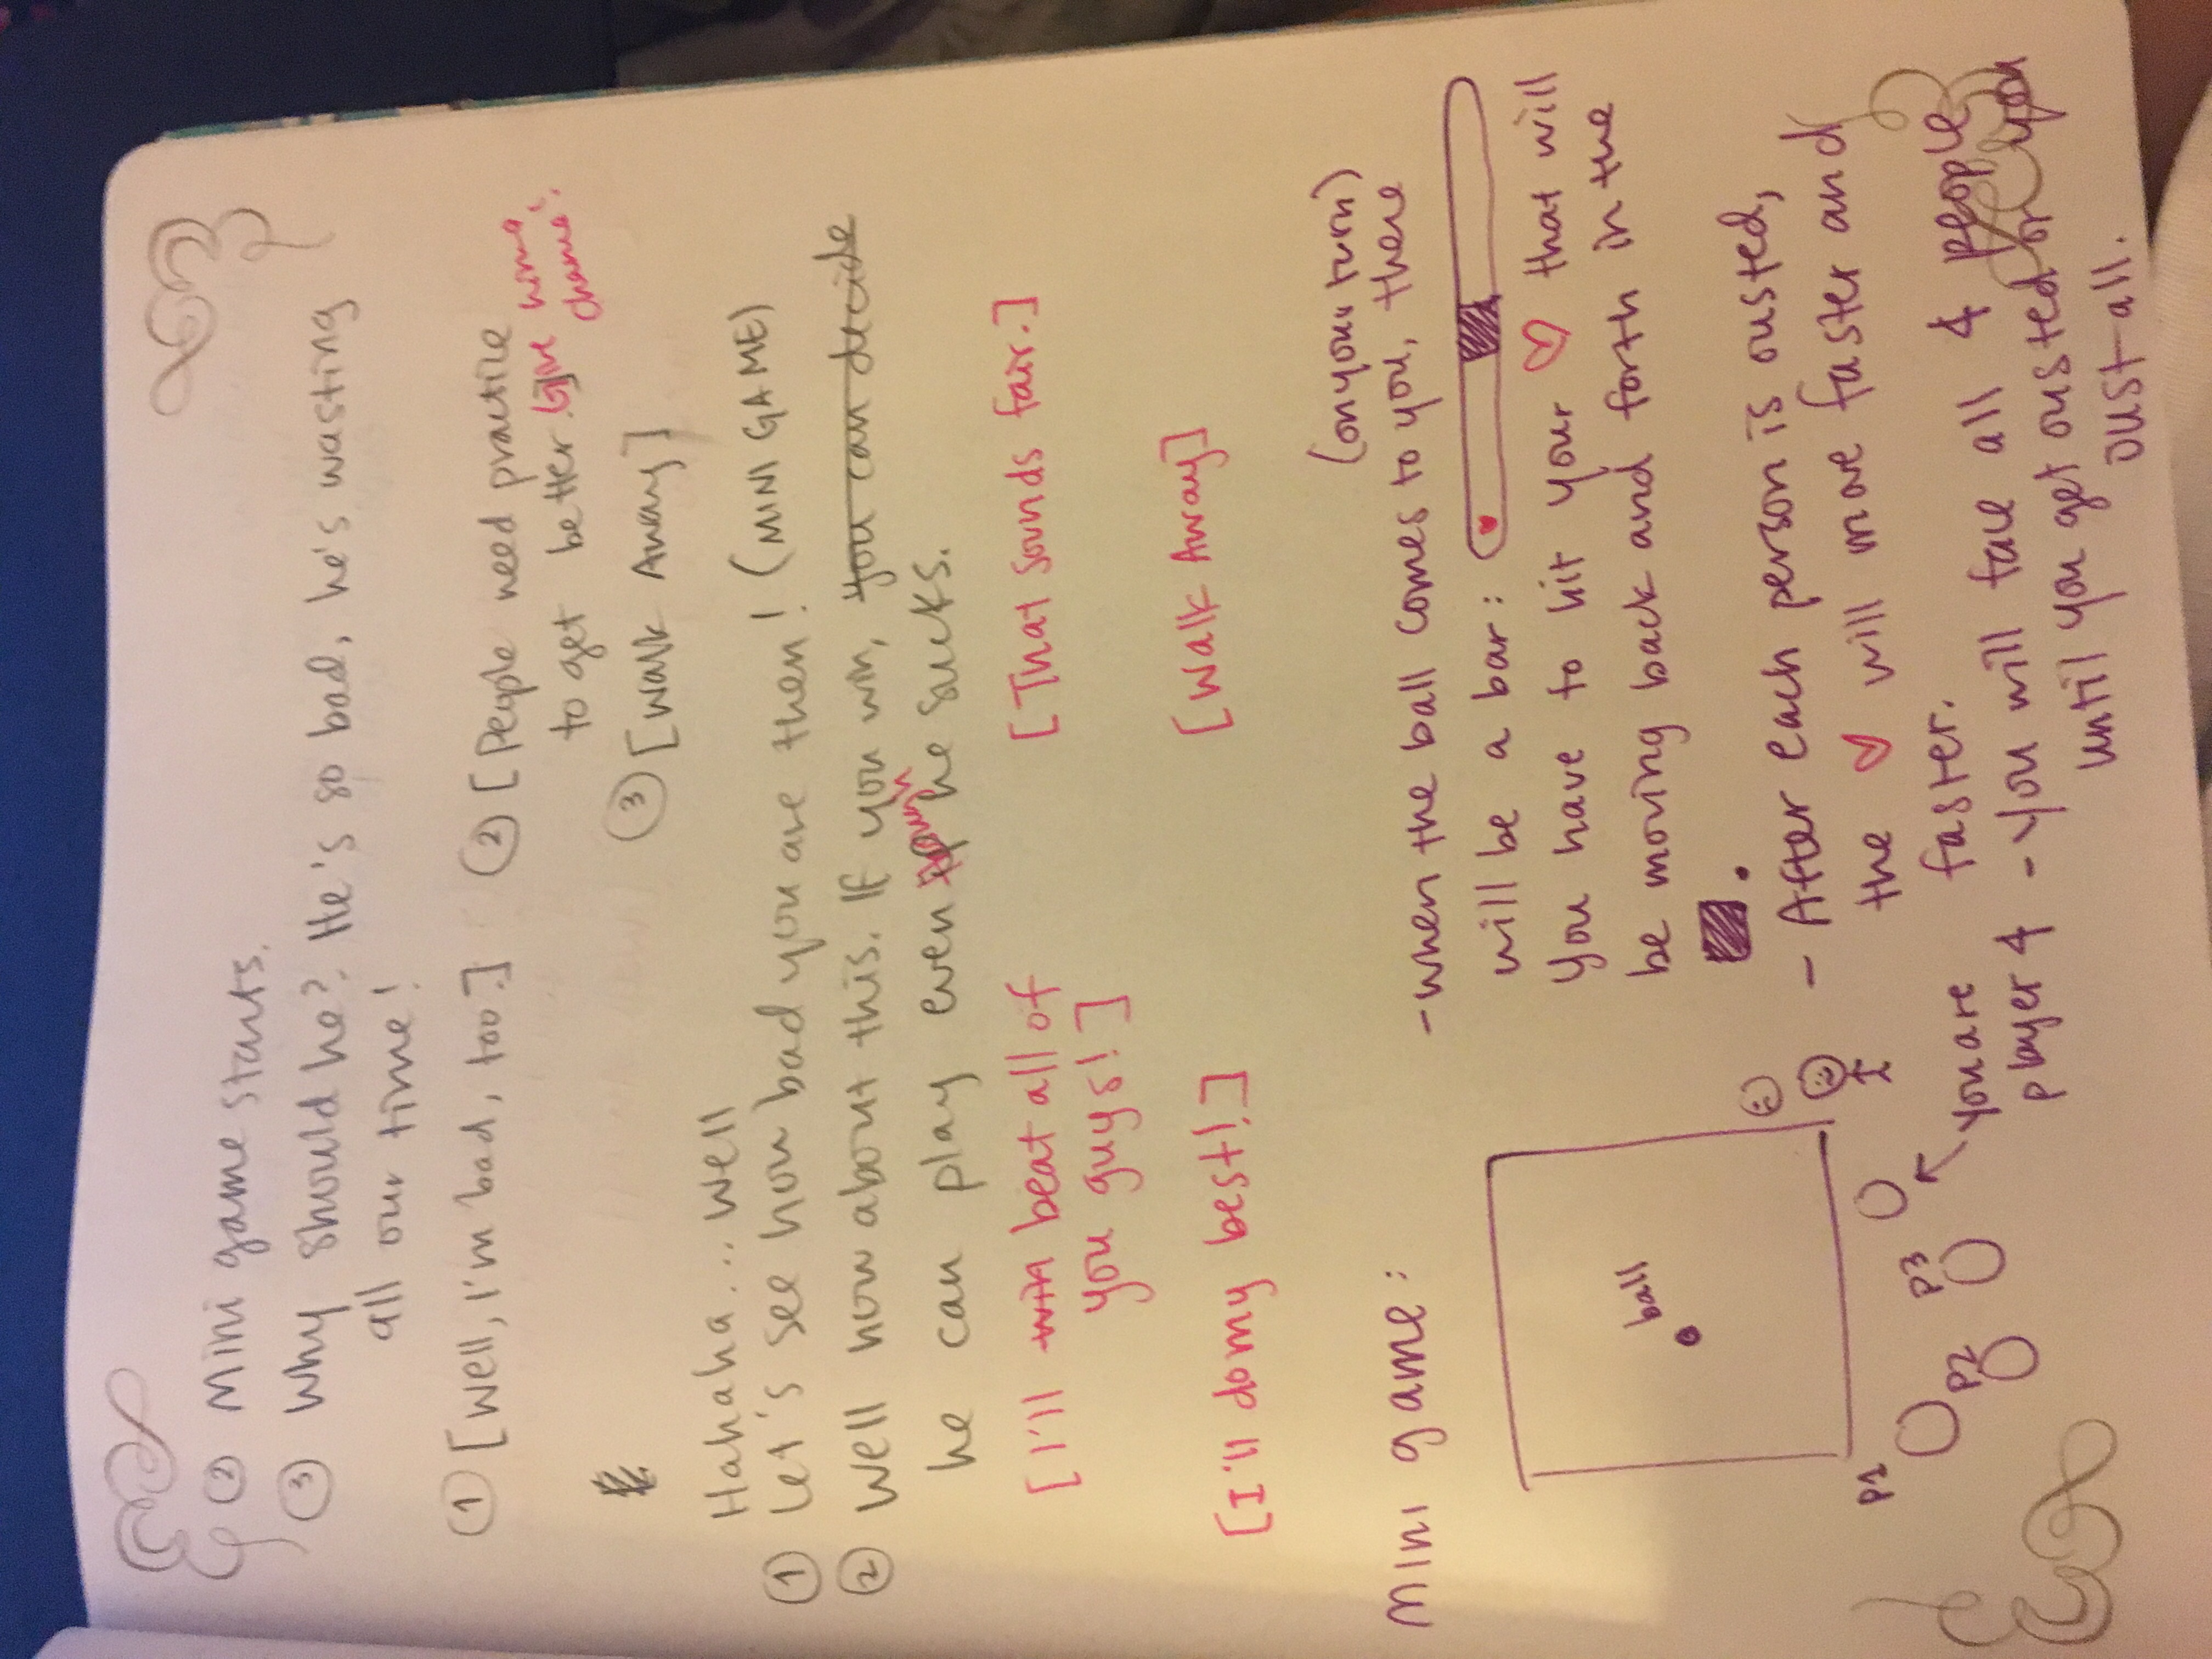 ② Mini game starts.
③ Why should he? He's so bad, he's wasting
all our time!
① [Well, I'm bad, too.]
② [People need practice
to get better.] Give him a
chance!
③ [Walk Away]
Hahaha... Well
① Let's see how bad you are then! (MINI GAME)
② Well how about this. If you win, you can decide
he can play even though he sucks.
[I'll win beat all of
you guys!]
[That sounds fair.]
[I'll do my best!]
[Walk Away]
Mini game:
(on your turn)
- when the ball comes to you, there
will be a bar:
You have to hit your ♡ that will
be moving back and forth in the
.
ball
- After each person is ousted,
the ♡ will move faster and
faster.
P1
P2
P3
You are
player 4
- You will face all 4 people
until you get ousted or you
oust all.